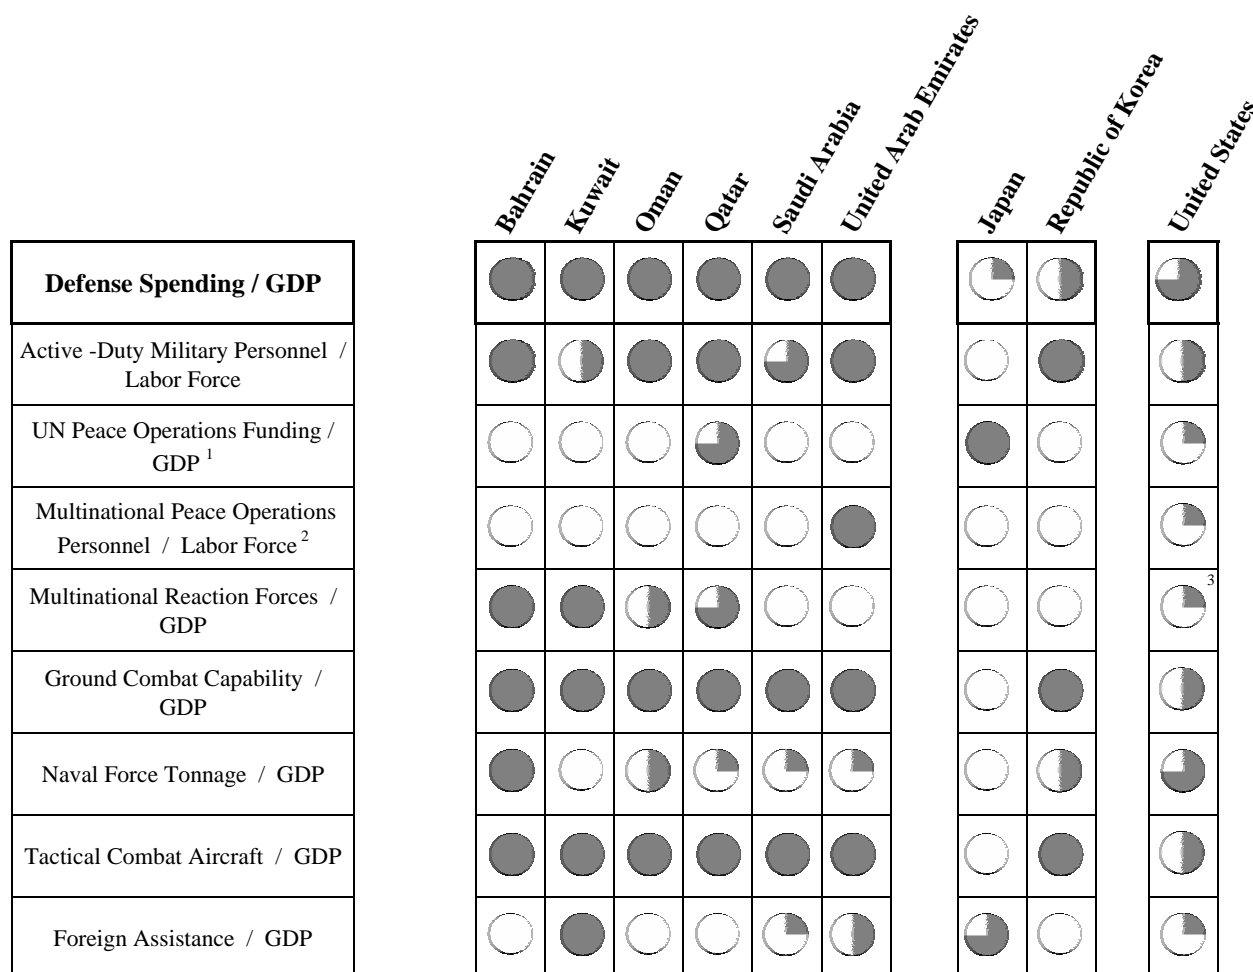 Bahrain
Kuwait
Oman
Qatar
Saudi Arabia
United Arab Emirates
Japan
Republic of Korea
United States
Defense Spending / GDP
Active -Duty Military Personnel /
Labor Force
UN Peace Operations Funding /
GDP 1
Multinational Peace Operations
Personnel / Labor Force 2
Multinational Reaction Forces /
GDP
3
Ground Combat Capability /
GDP
Naval Force Tonnage / GDP
Tactical Combat Aircraft / GDP
Foreign Assistance / GDP